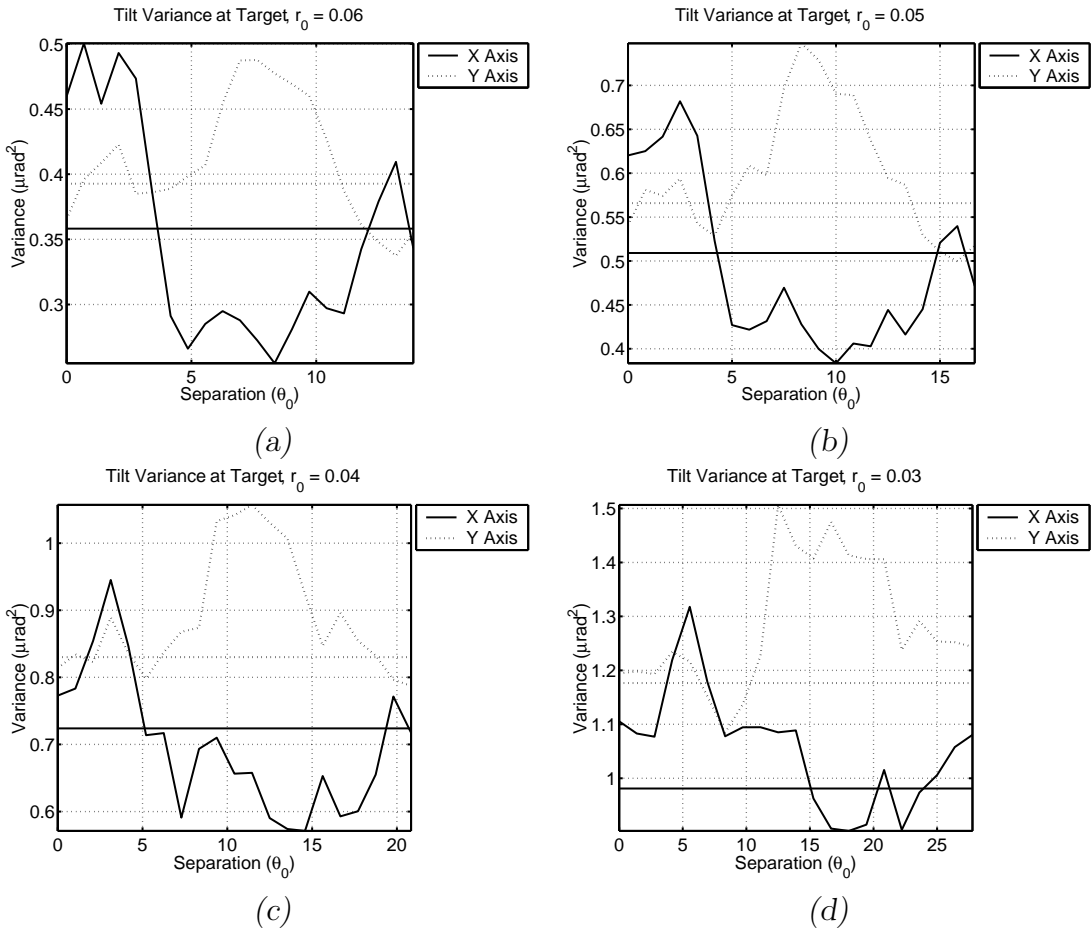 Tilt Variance at Target, r0 = 0.06
0.5
0.45
0.4
0.35
0.3
Variance (μrad²)
0 5 10
Separation (θ0)
X Axis
Y Axis
(a)
Tilt Variance at Target, r0 = 0.05
0.7
0.65
0.6
0.55
0.5
0.45
0.4
Variance (μrad²)
0 5 10 15
Separation (θ0)
X Axis
Y Axis
(b)
Tilt Variance at Target, r0 = 0.04
1
0.9
0.8
0.7
0.6
Variance (μrad²)
0 5 10 15 20
Separation (θ0)
X Axis
Y Axis
(c)
Tilt Variance at Target, r0 = 0.03
1.5
1.4
1.3
1.2
1.1
1
Variance (μrad²)
0 5 10 15 20 25
Separation (θ0)
X Axis
Y Axis
(d)